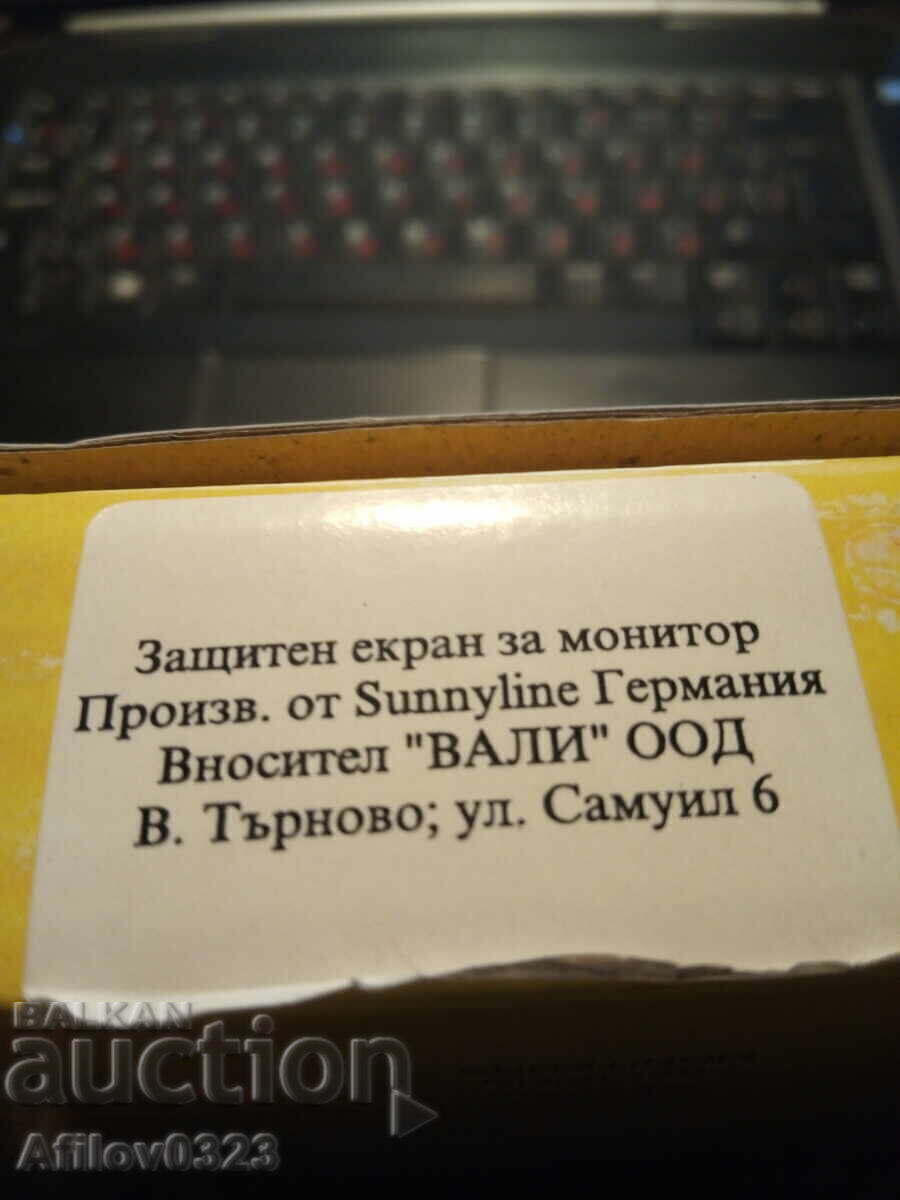 Защитен екран за монитор
Произв. от Sunnyline Германия
Вносител "ВАЛИ" ООД
В. Търново; ул. Самуил 6
BALKAN
auction
Afilov0323